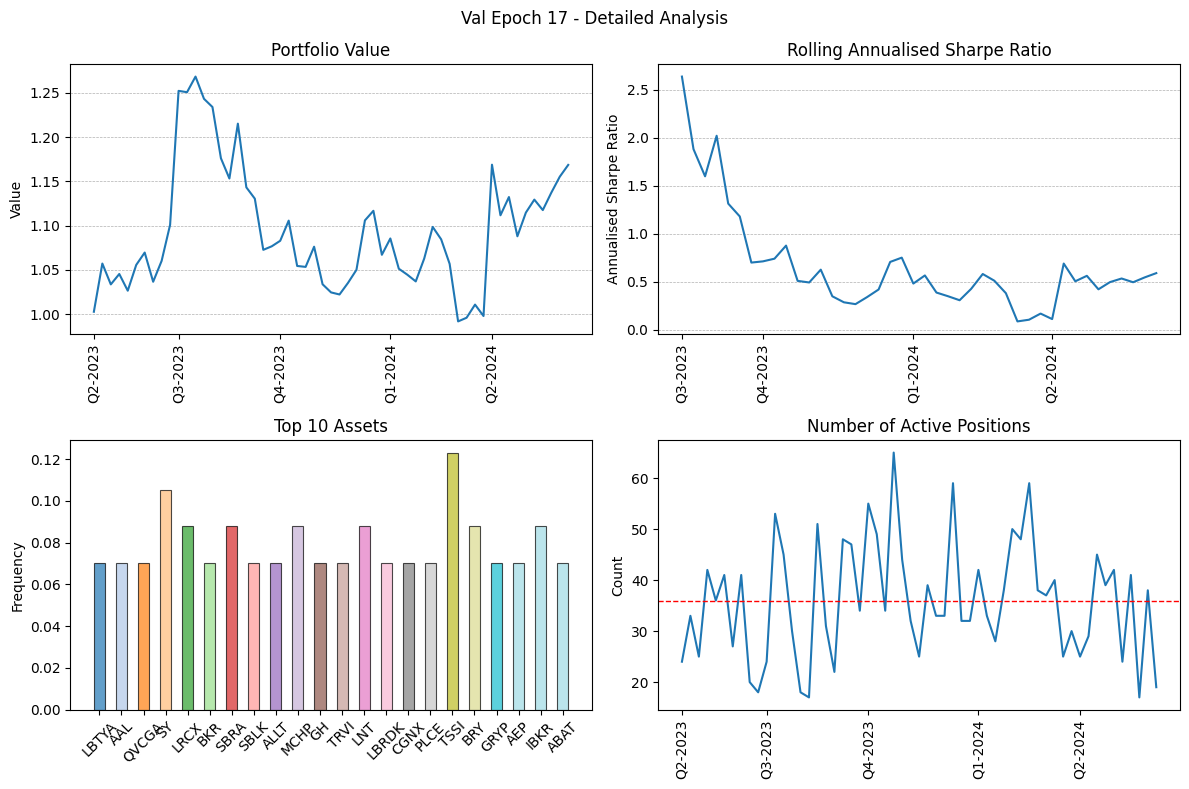 Val Epoch 17 - Detailed Analysis
Portfolio Value
Value
1.25
1.20
1.15
1.10
1.05
1.00
Q2-2023
Q3-2023
Q4-2023
Q1-2024
Q2-2024
Rolling Annualised Sharpe Ratio
Annualised Sharpe Ratio
2.5
2.0
1.5
1.0
0.5
0.0
Q3-2023
Q4-2023
Q1-2024
Q2-2024
Top 10 Assets
Frequency
0.12
0.10
0.08
0.06
0.04
0.02
0.00
LBTYA
AAL
QVCGA
SY
LRCX
BKR
SBRA
SBLK
ALLT
MCHP
GH
TRVI
LNT
LBRDK
CGNX
PLCE
TSSI
BRY
GRYP
AEP
IBKR
ABAT
Number of Active Positions
Count
60
50
40
30
20
Q2-2023
Q3-2023
Q4-2023
Q1-2024
Q2-2024